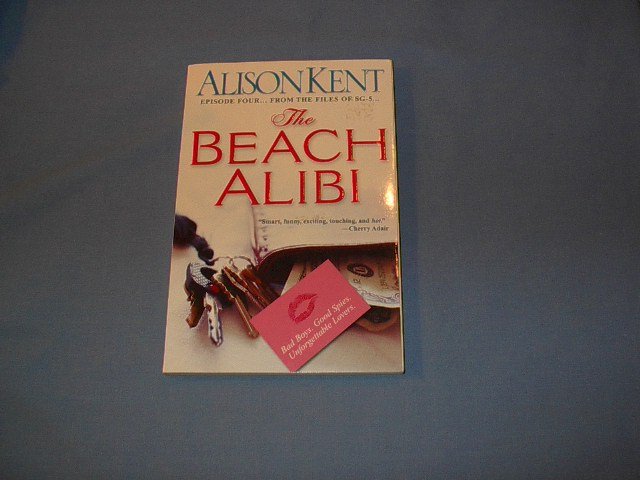 ALISON KENT
EPISODE FOUR... FROM THE FILES OF SG-5...
The
BEACH
ALIBI
"Smart, funny, exciting, touching, and hot."
—Cherry Adair
Bad Boys. Good Spies.
Unforgettable Lovers.